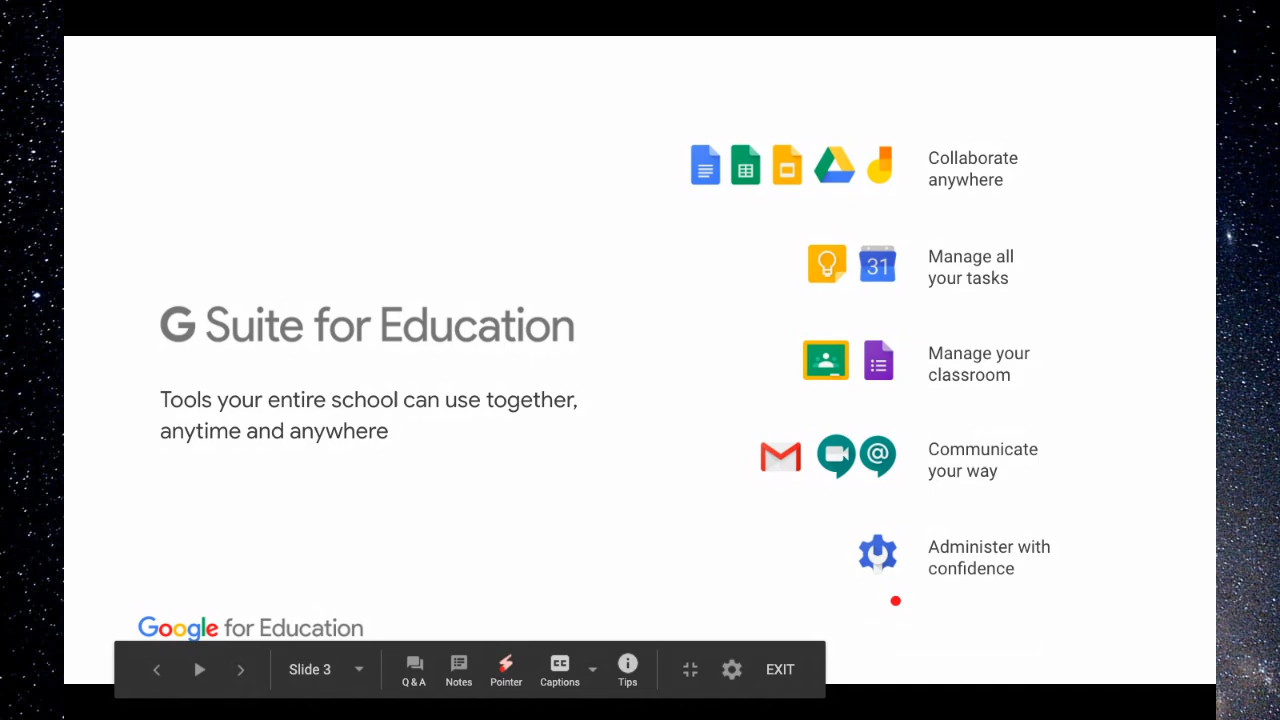 Collaborate
anywhere
31
Manage all
your tasks
G Suite for Education
Tools your entire school can use together,
anytime and anywhere
Manage your
classroom
@
Communicate
your way
Administer with
confidence
Google for Education
Slide 3
Q & A
Notes
Pointer
CC
Captions
Tips
EXIT